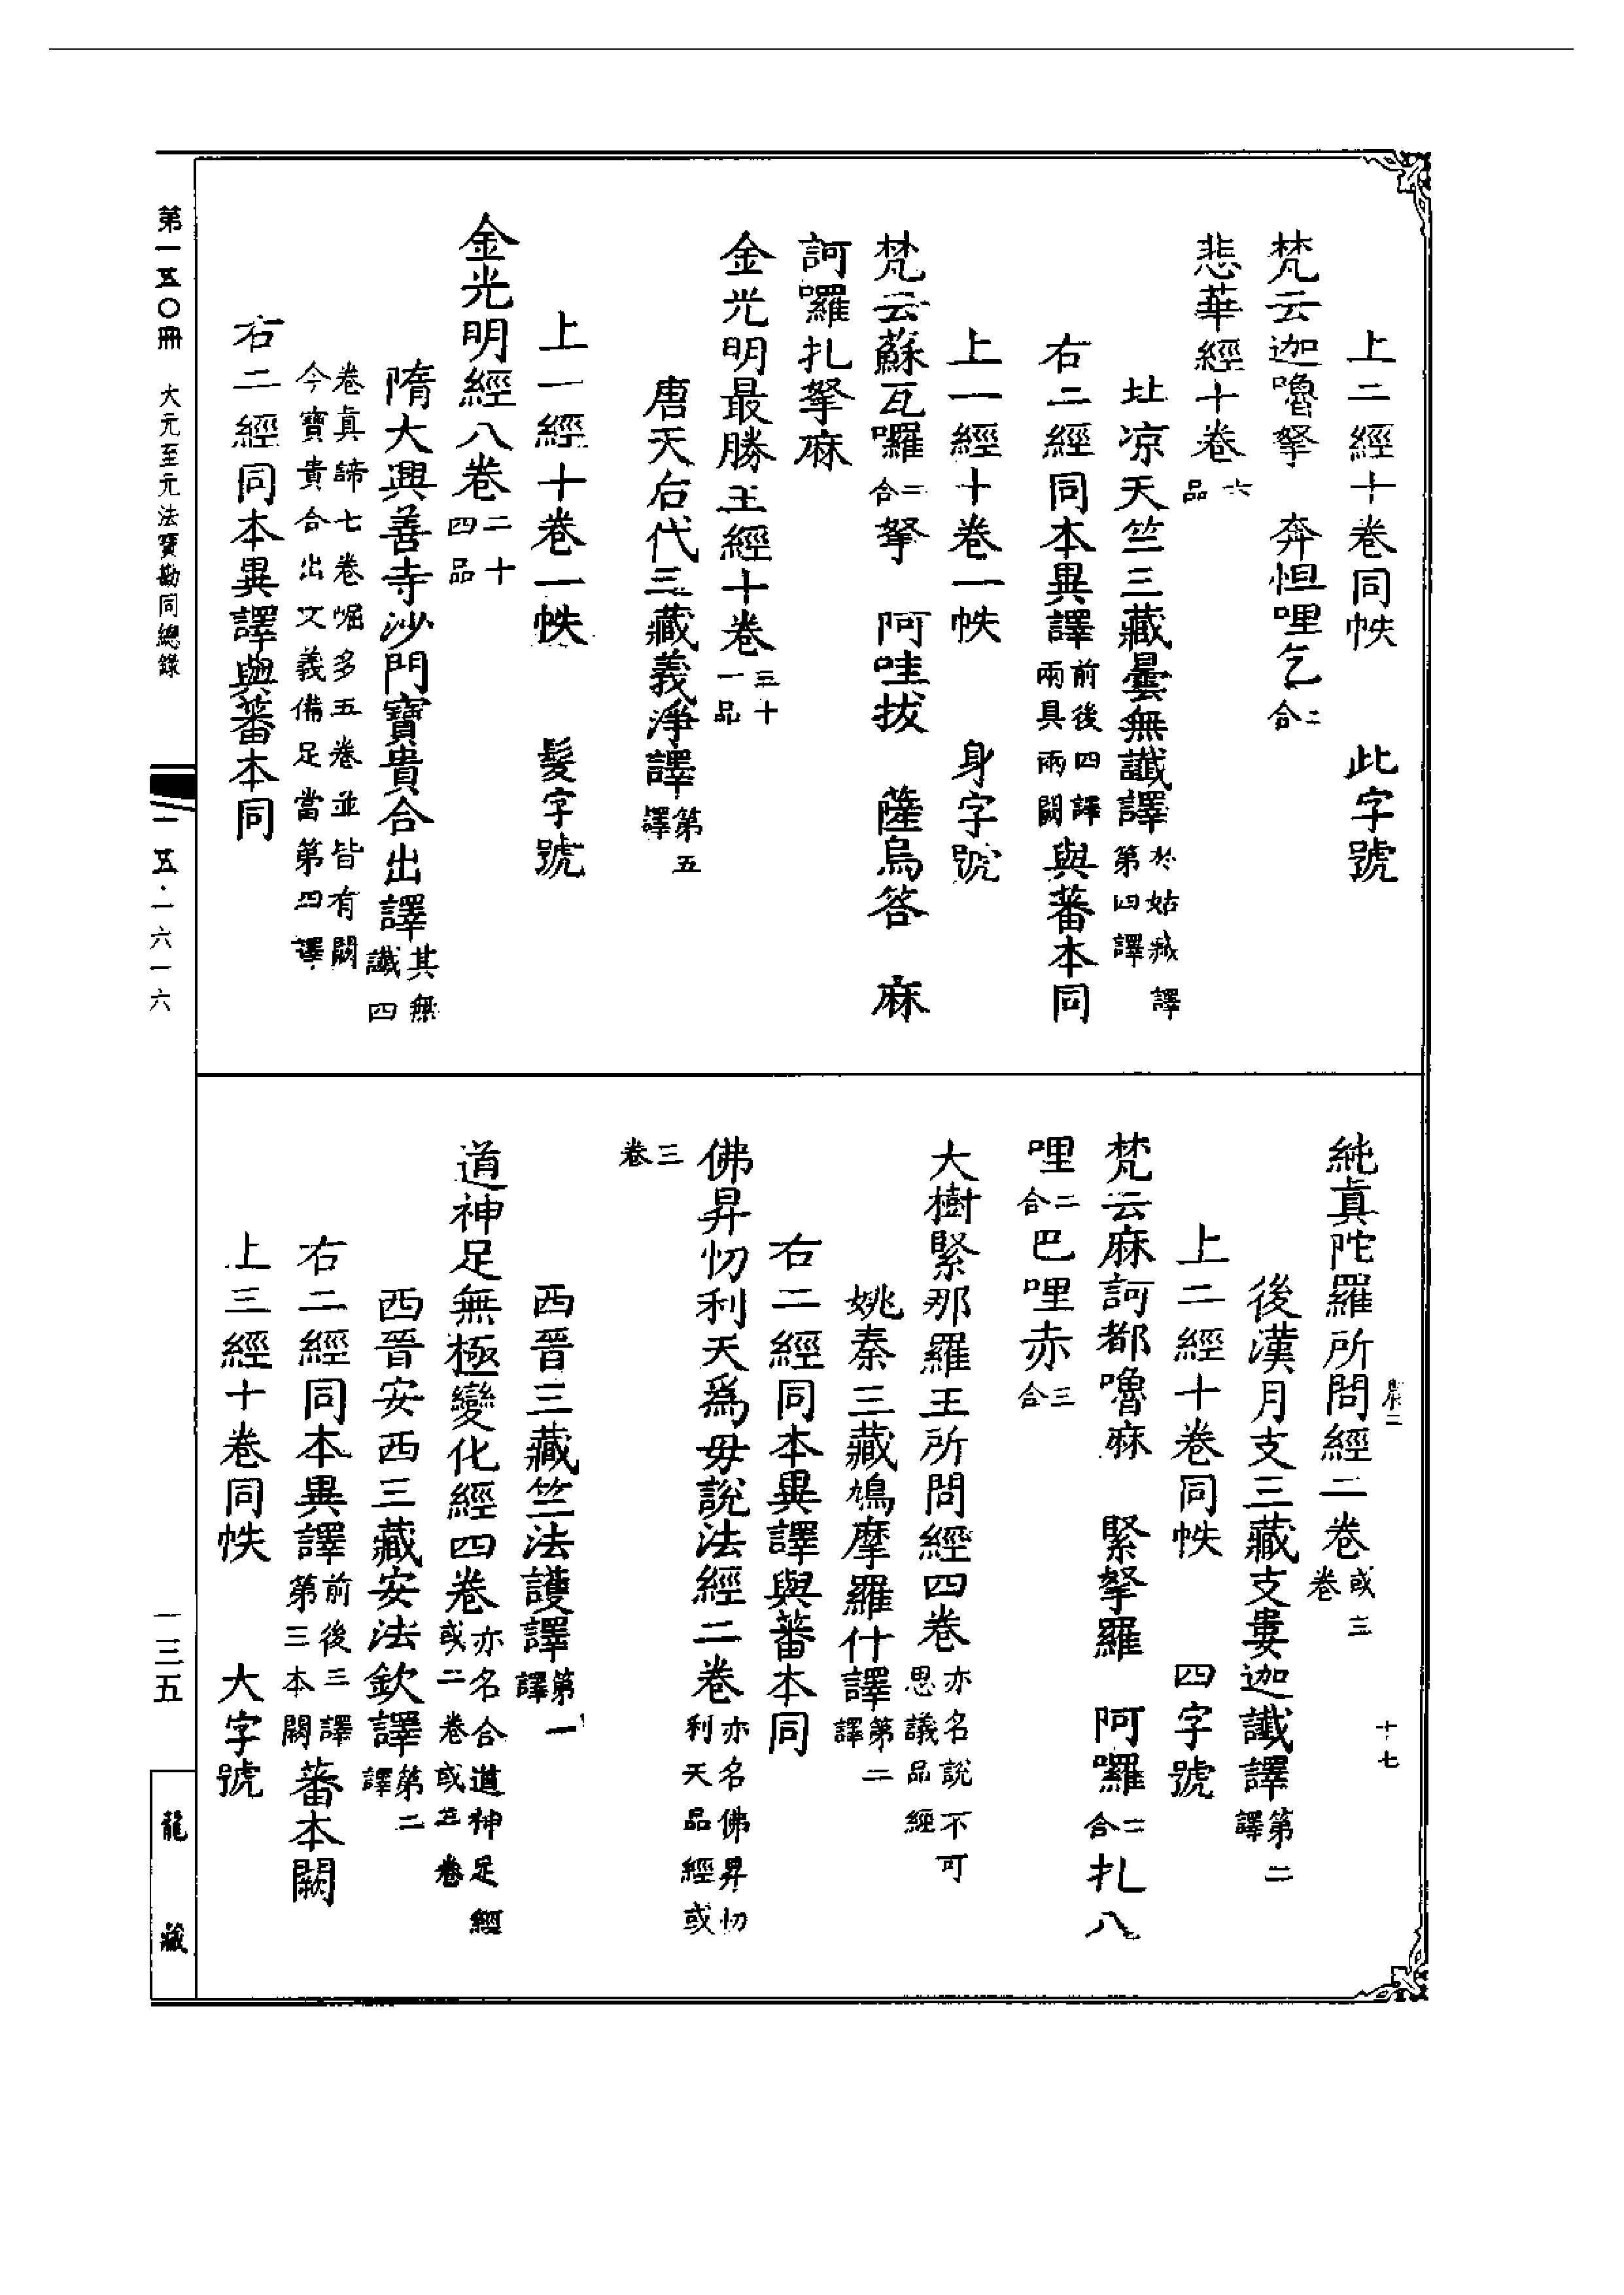 上二經十卷同帙　此字號
梵云迦嚕拏　奔怛哩乞二合
悲華經十卷六品
北涼天竺三藏曇無讖譯於姑臧譯第四譯
右二經同本異譯前後四譯兩具兩闕與蕃本同
上一經十卷一帙　身字號
梵云蘇瓦囉二合拏　阿哇拔　薩烏答　麻
訶囉扎拏麻
金光明最勝王經十卷三十一品
唐天后代三藏義淨譯第五譯
上一經十卷一帙　髮字號
金光明經八卷二十四品
隋大興善寺沙門寶貴合出譯其無讖四
卷真諦七卷崛多五卷並皆有闕今寶貴合出文義備足當第四譯
右二經同本異譯與蕃本同
純真陀羅所問經二卷或三卷
後漢月支三藏支婁迦讖譯第二譯
上二經十卷同帙　四字號
梵云麻訶都嚕麻　緊拏羅　阿囉二合扎八
哩二合巴哩赤三合
大樹緊那羅王所問經四卷亦名說不可思議品經
姚秦三藏鳩摩羅什譯第二譯
右二經同本異譯與蕃本同
佛昇忉利天為母說法經二卷亦名佛昇忉利天品經或
三卷
西晉三藏竺法護譯第一譯
道神足無極變化經四卷亦名合道神足經或二卷或三卷
西晉安西三藏安法欽譯第二譯
右二經同本異譯前後三譯第三本闕蕃本闕
上三經十卷同帙　大字號
十七
第一五〇冊　大元至元法寶勘同總錄
一五·一六一六
一三五
龍藏